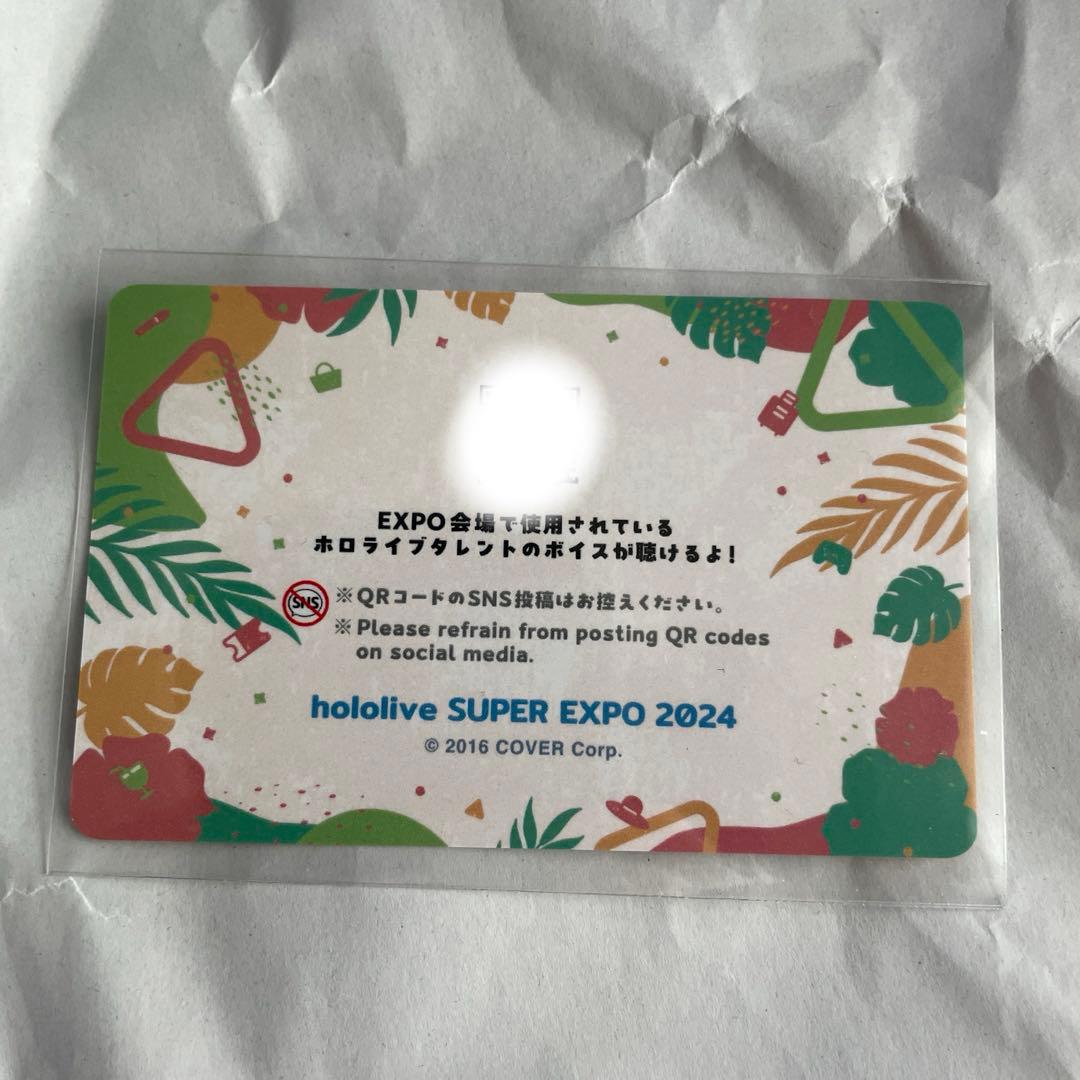 EXPO会場で使用されている
ホロライブタレントのボイスが聴けるよ!
SNS
※QRコードのSNS投稿はお控えください。
※Please refrain from posting QR codes
on social media.
hololive SUPER EXPO 2024
© 2016 COVER Corp.